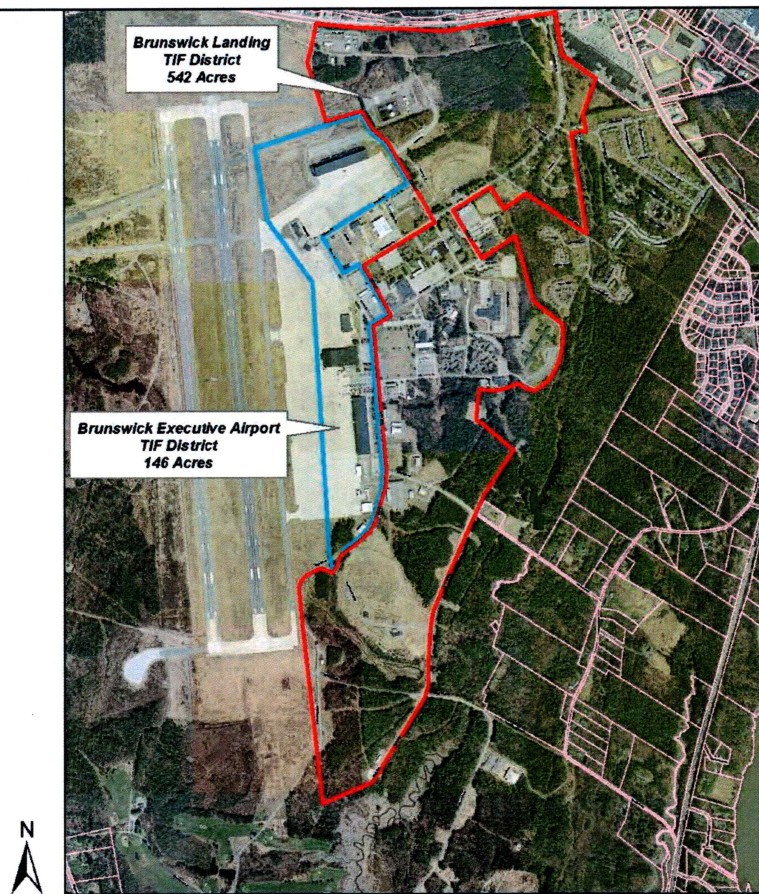 Brunswick Landing
TIF District
542 Acres
Brunswick Executive Airport
TIF District
146 Acres
N